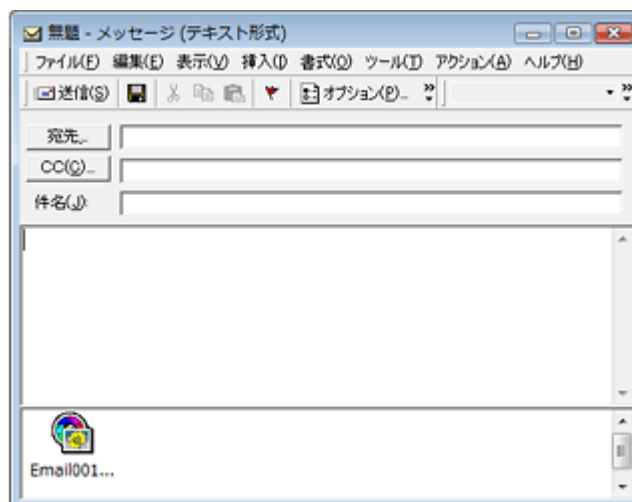 無題 - メッセージ (テキスト形式)
ファイル(F) 編集(E) 表示(V) 挿入(I) 書式(O) ツール(T) アクション(A) ヘルプ(H)
送信(S) オプション(P)...
宛先...
CC(C)...
件名(J):
Email001...